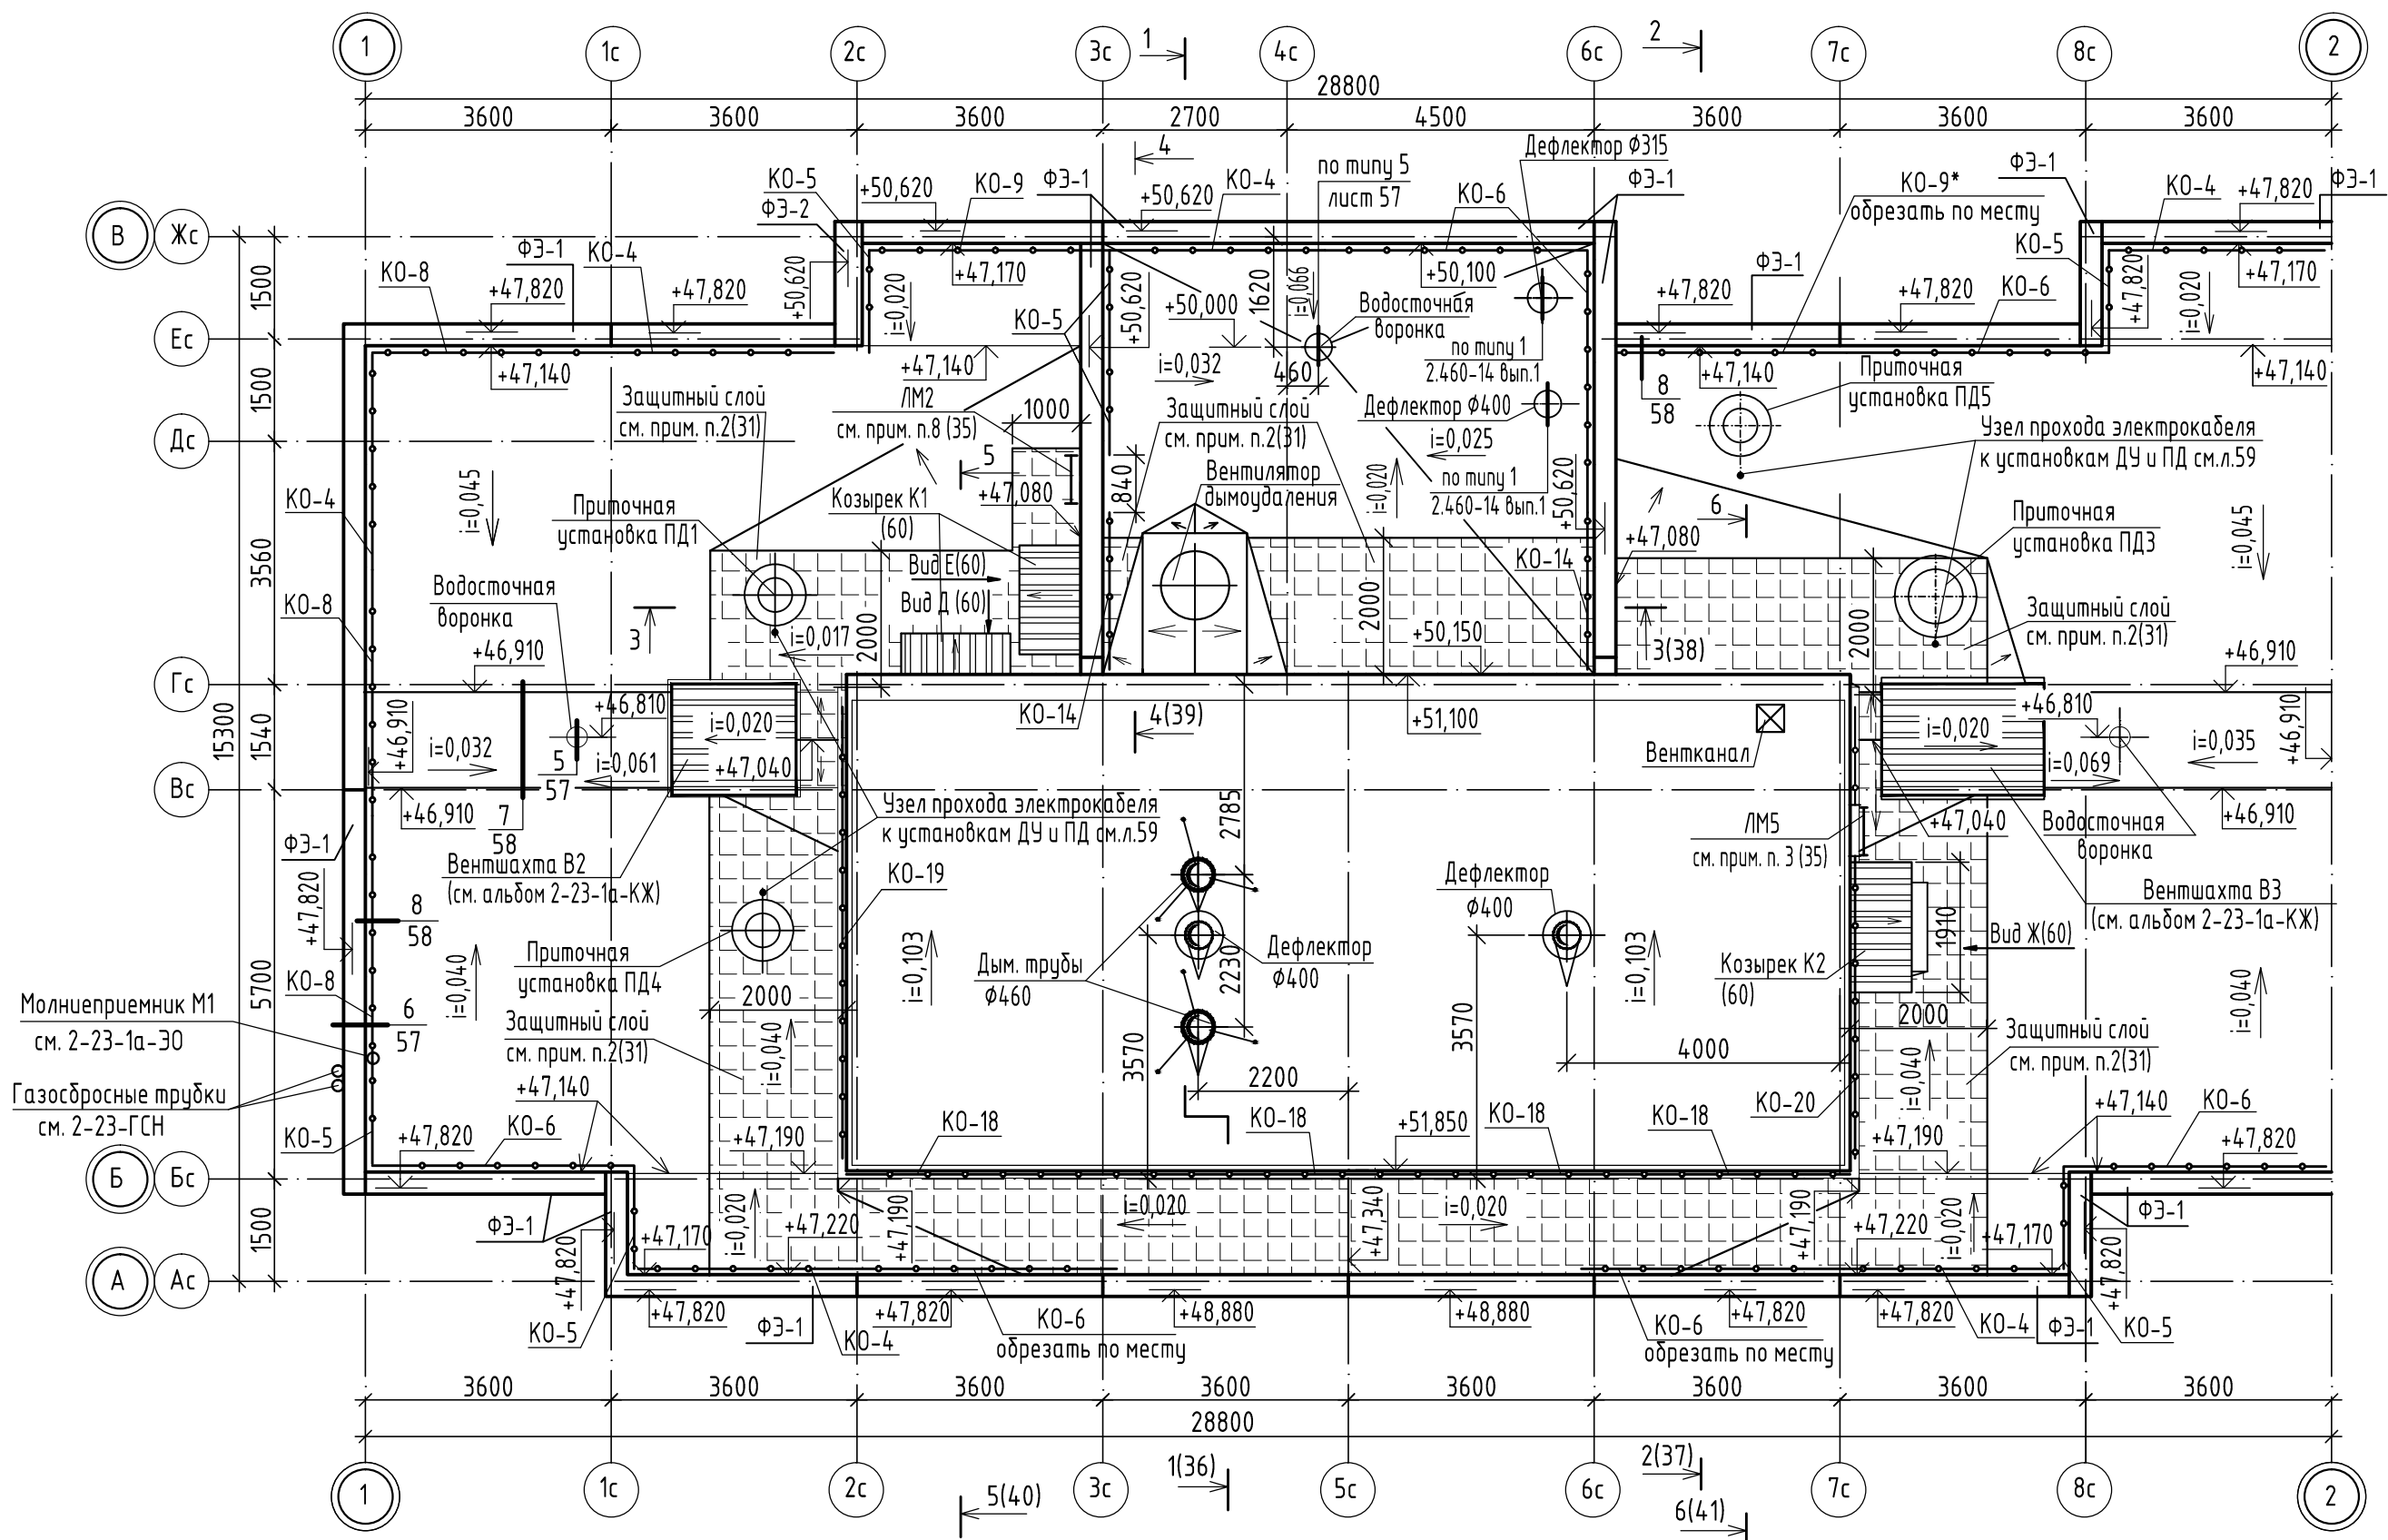 1
1с
2с
3с
1
4с
6с
2
7с
8с
2
28800
3600
3600
3600
2700
4500
3600
3600
3600
4
Дефлектор Ф315
ФЭ-1
КО-5
+50,620
КО-9
ФЭ-1
+50,620
КО-4
по типу 5
лист 57
КО-6
ФЭ-1
КО-9*
обрезать по месту
КО-4
+47,820
ФЭ-1
ФЭ-2
В
Жс
ФЭ-1
КО-4
КО-8
+50,620
i=0,020
+47,170
+50,620
1620
i=0,066
+50,100
ФЭ-1
КО-5
+47,820
i=0,020
+47,170
1500
+47,820
+47,820
+50,000
Водосточная
воронка
+47,820
+47,820
КО-6
Ес
КО-5
+47,140
+47,140
i=0,032
460
по типу 1
2.460-14 вып.1
+47,140
+47,140
1500
Защитный слой
см. прим. п.2(31)
ЛМ2
см. прим. п.8 (35)
1000
Защитный слой
см. прим. п.2(31)
Дефлектор Ф400
8
58
Приточная
установка ПД5
Дс
i=0,025
Узел прохода электрокабеля
к установкам ДУ и ПД см.л.59
КО-4
i=0,045
5
+47,080
840
Вентилятор
дымоудаления
i=0,020
по типу 1
2.460-14 вып.1
+50,620
6
3560
Приточная
установка ПД1
Козырек К1
(60)
КО-14
+47,080
Приточная
установка ПД3
i=0,045
Вид Е(60)
Вид Д (60)
КО-8
Водосточная
воронка
3
i=0,017
2000
2000
+50,150
3(38)
2000
Защитный слой
см. прим. п.2(31)
+46,910
+46,910
Гс
15300
1540
+46,910
i=0,032
+46,810
i=0,020
КО-14
4(39)
+51,100
Вентканал
+46,810
i=0,020
+46,910
5
57
i=0,061
+47,040
i=0,069
i=0,035
Вс
+46,910
7
58
2785
+47,040
+46,910
ФЭ-1
Узел прохода электрокабеля
к установкам ДУ и ПД см.л.59
ЛМ5
см. прим. п. 3 (35)
Водосточная
воронка
Вентшахта В2
(см. альбом 2-23-1а-КЖ)
КО-19
Дефлектор
Ф400
Вентшахта В3
(см. альбом 2-23-1а-КЖ)
+47,820
8
58
5700
i=0,040
Приточная
установка ПД4
i=0,103
Дым. трубы
Ф460
2230
Дефлектор
Ф400
i=0,103
Козырек К2
(60)
1910
Вид Ж(60)
КО-8
Молниеприемник М1
см. 2-23-1а-ЭО
6
57
2000
Защитный слой
см. прим. п.2(31)
i=0,040
3570
3570
4000
2000
i=0,040
Защитный слой
см. прим. п.2(31)
i=0,040
Газосбросные трубки
см. 2-23-ГСН
+47,140
2200
КО-5
+47,820
КО-6
+47,190
КО-18
КО-18
+51,850
КО-18
КО-18
КО-20
+47,190
+47,140
КО-6
+47,820
Б
Бс
ФЭ-1
i=0,020
+47,190
i=0,020
+47,340
i=0,020
+47,190
+47,220
i=0,020
+47,170
ФЭ-1
1500
+47,170
+47,220
А
Ас
+47,820
+47,820
+47,820
+47,820
+48,880
+48,880
+47,820
+47,820
КО-5
ФЭ-1
КО-4
КО-6
обрезать по месту
КО-6
обрезать по месту
КО-4
ФЭ-1
КО-5
3600
3600
3600
3600
3600
3600
3600
3600
28800
1
1с
2с
5(40)
3с
1(36)
5с
6с
2(37)
6(41)
7с
8с
2